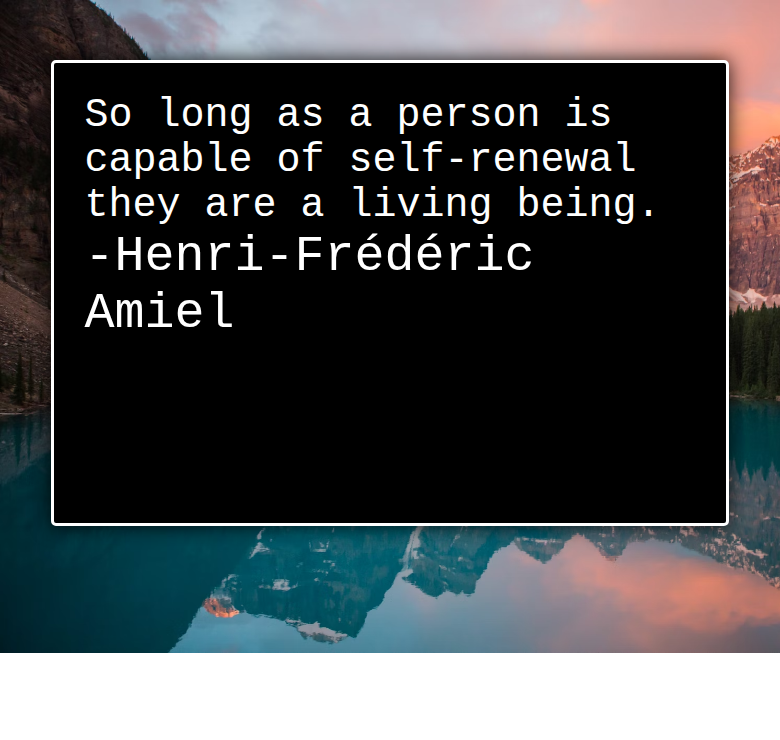 So long as a person is
capable of self-renewal
they are a living being.
-Henri-Frédéric
Amiel